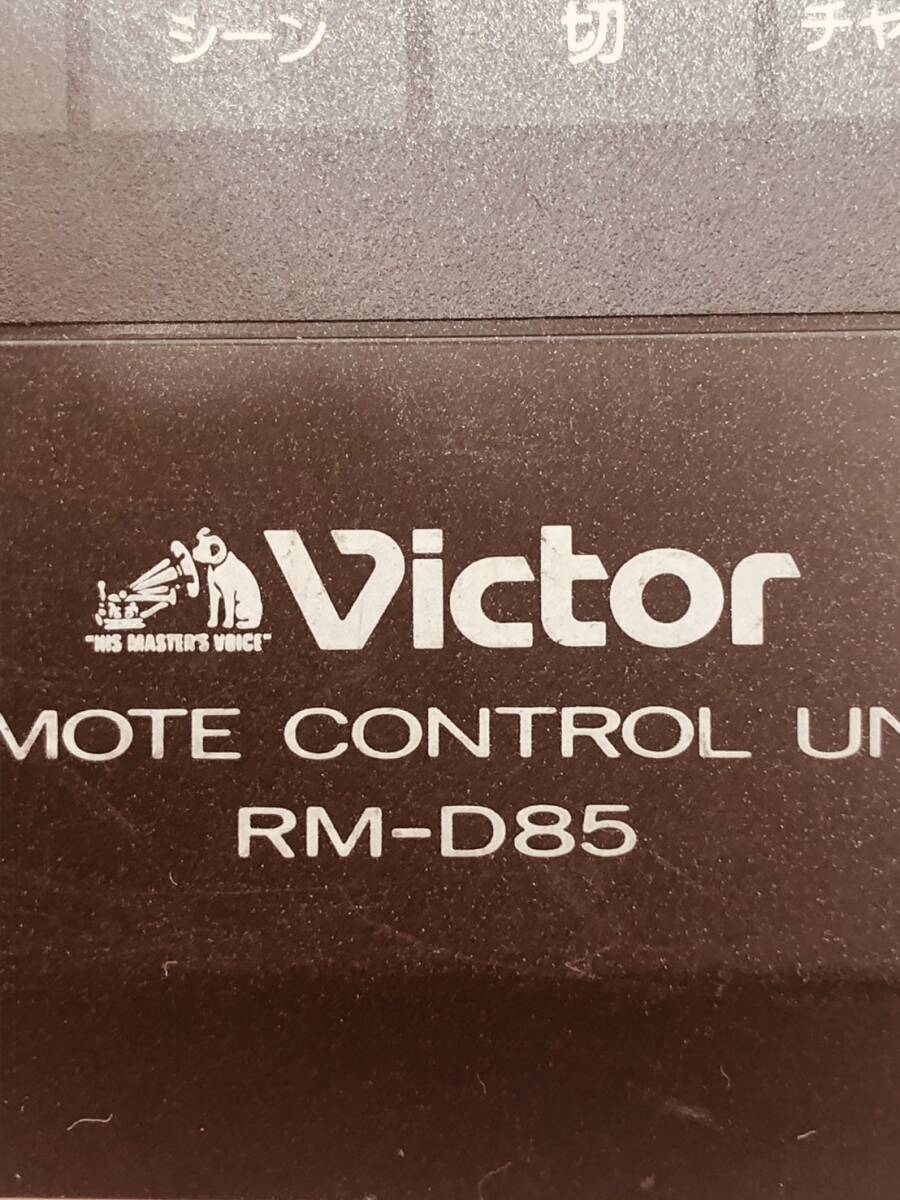 シーン 切 チャ
Victor
"HIS MASTER'S VOICE"
MOTE CONTROL UN
RM-D85